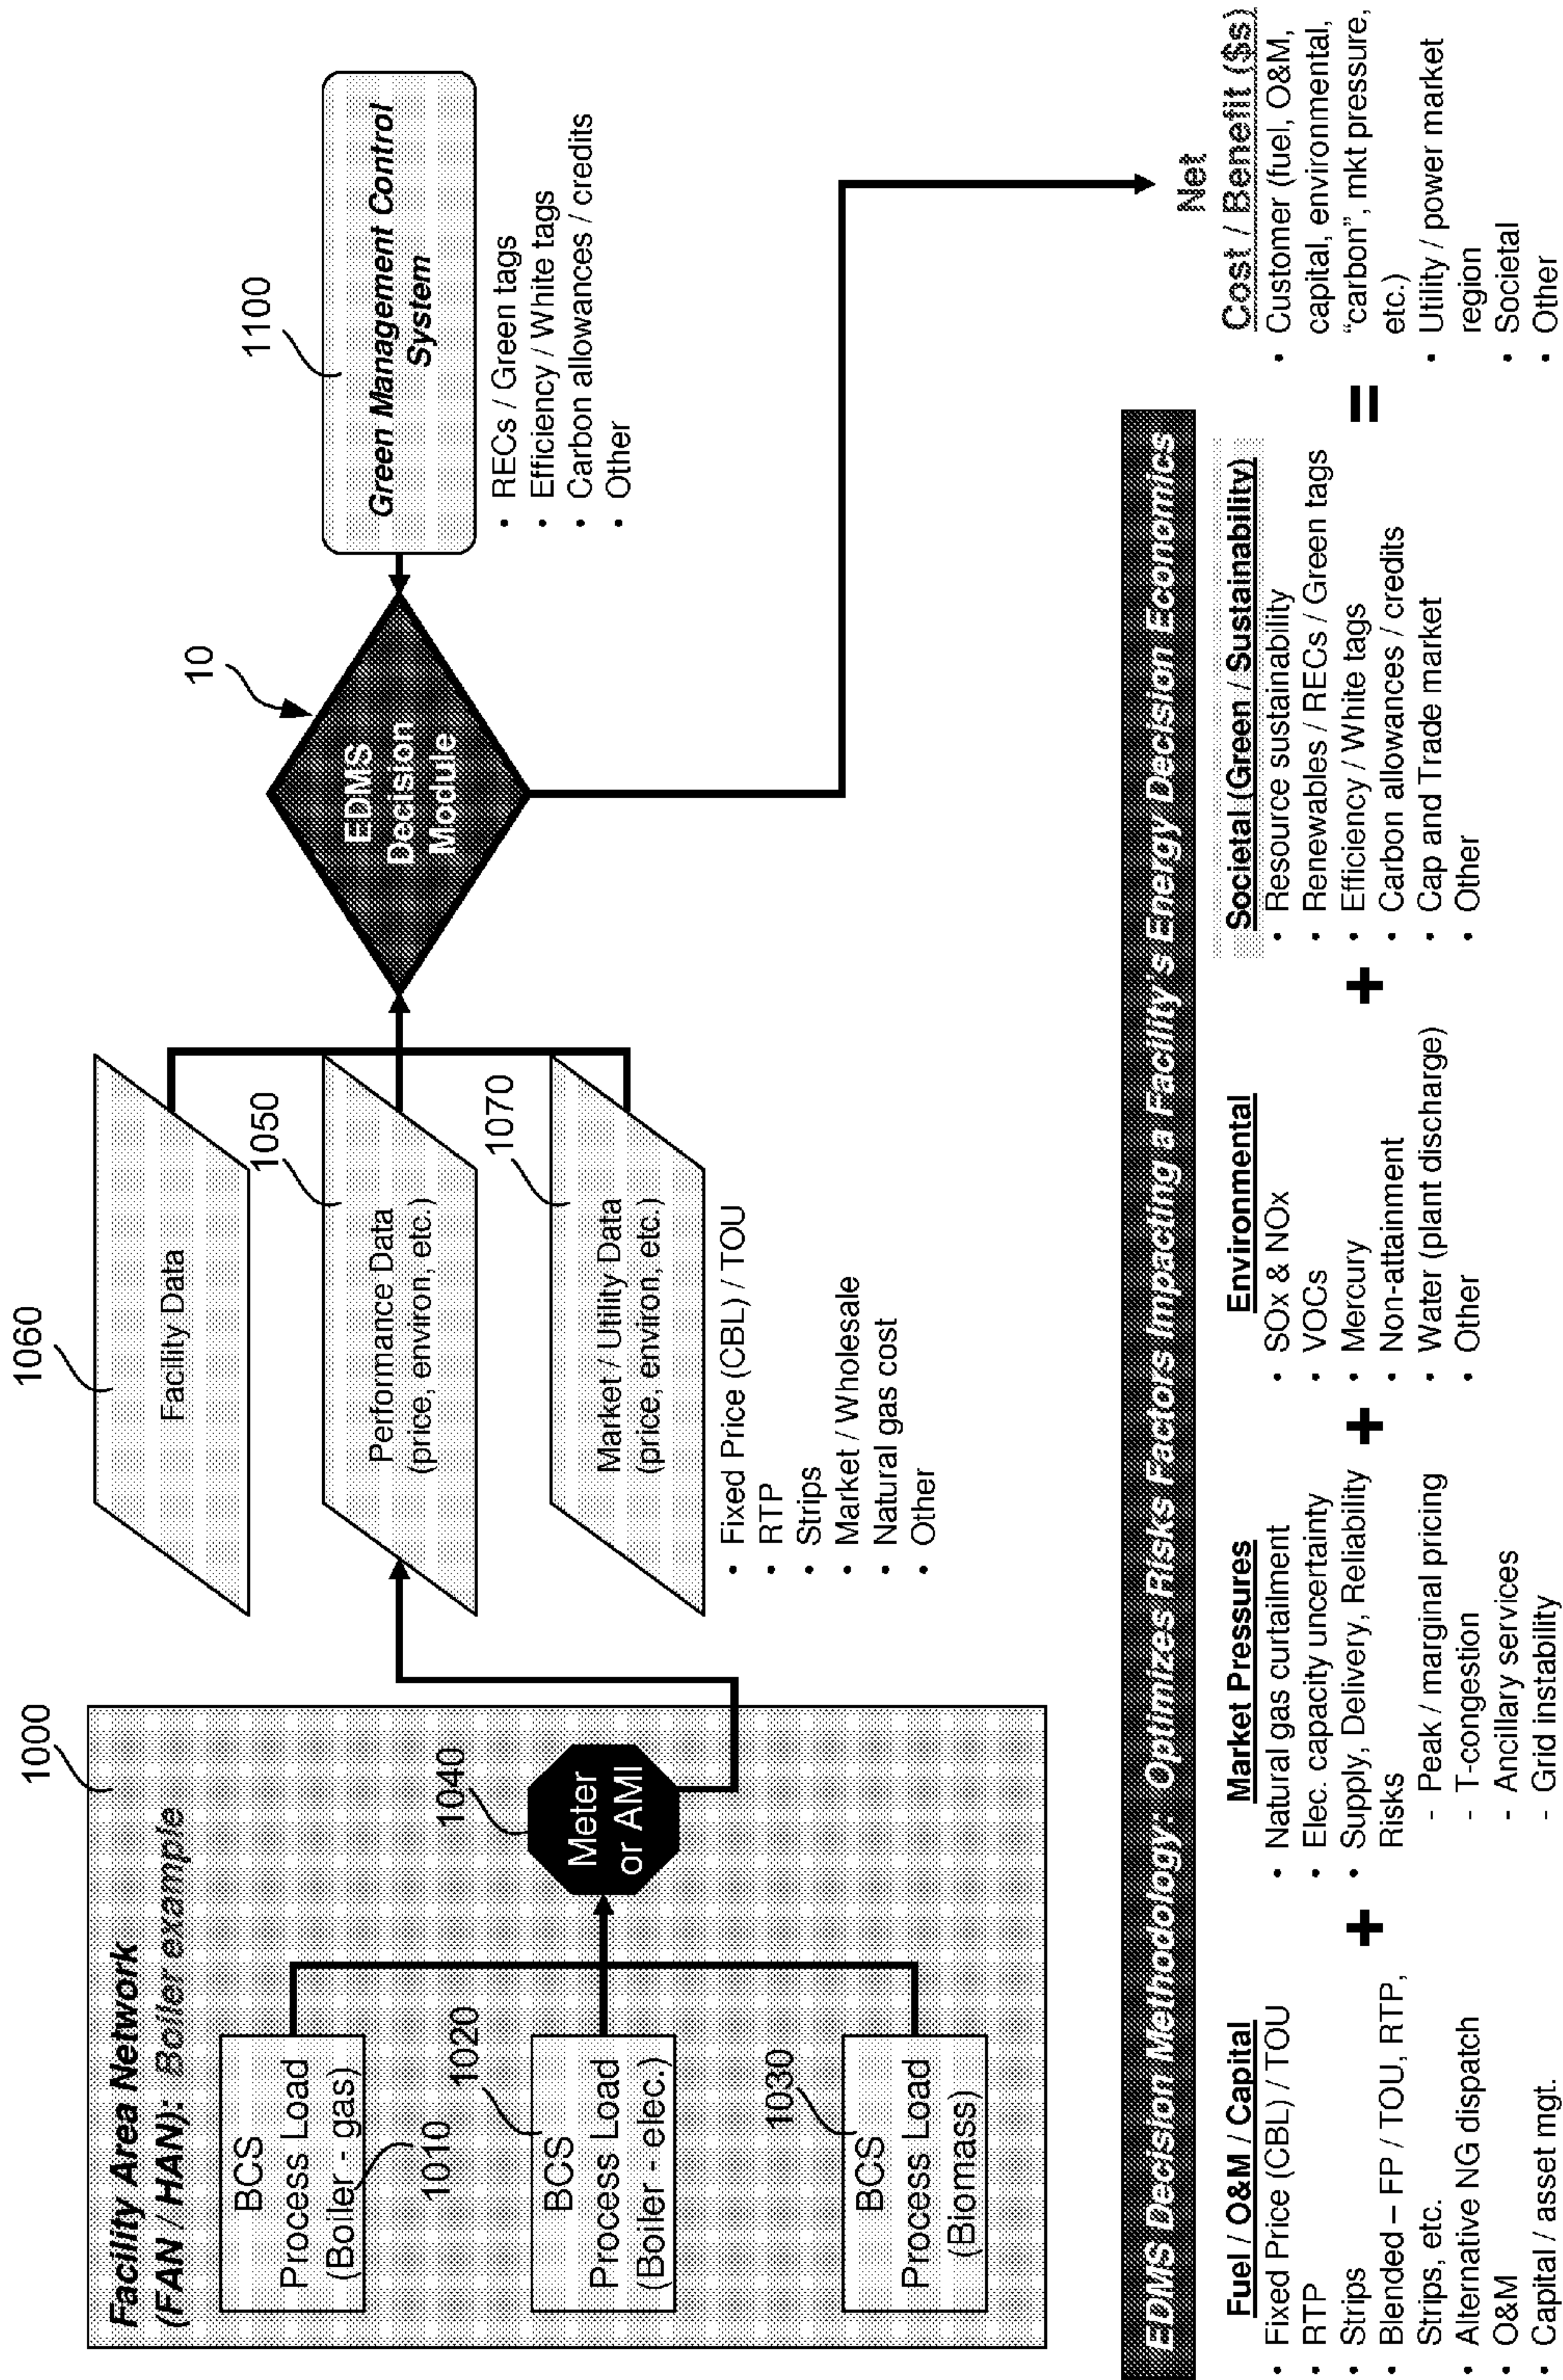 1000
Facility Area Network
(FAN / HAN): Boiler example
BCS
Process Load
(Boiler - gas)
1010
BCS
Process Load
(Boiler - elec.)
1020
BCS
Process Load
(Biomass)
1030
Meter
or AMI
1040
1060
Facility Data
1050
Performance Data
(price, environ, etc.)
1070
Market / Utility Data
(price, environ, etc.)
• Fixed Price (CBL) / TOU
• RTP
• Strips
• Market / Wholesale
• Natural gas cost
• Other
10
EDMS
Decision
Module
1100
Green Management Control
System
• RECs / Green tags
• Efficiency / White tags
• Carbon allowances / credits
• Other
EDMS Decision Methodology: Optimizes Risks Factors Impacting a Facility's Energy Decision Economics
Fuel / O&M / Capital
• Fixed Price (CBL) / TOU
• RTP
• Strips
• Blended – FP / TOU, RTP,
Strips, etc.
• Alternative NG dispatch
• O&M
• Capital / asset mgt.
+
Market Pressures
• Natural gas curtailment
• Elec. capacity uncertainty
• Supply, Delivery, Reliability
Risks
- Peak / marginal pricing
- T-congestion
- Ancillary services
- Grid instability
+
Environmental
• SOx & NOx
• VOCs
• Mercury
• Non-attainment
• Water (plant discharge)
• Other
+
Societal (Green / Sustainability)
• Resource sustainability
• Renewables / RECs / Green tags
• Efficiency / White tags
• Carbon allowances / credits
• Cap and Trade market
• Other
=
Net
Cost / Benefit ($s)
• Customer (fuel, O&M,
capital, environmental,
"carbon", mkt pressure,
etc.)
• Utility / power market
region
• Societal
• Other